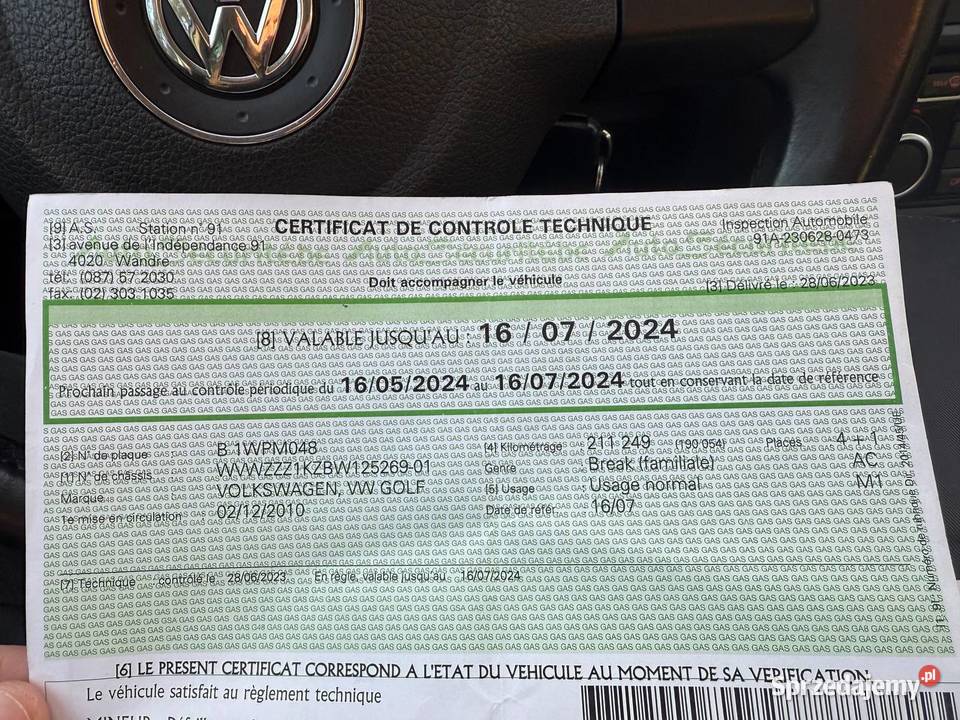 [9] A.S. Station n° 91
CERTIFICAT DE CONTROLE TECHNIQUE
Inspection Automobile
[3] avenue de l'indépendance 91
91A-230628-0473
4020 Wandre
tél.: (087) 67 2030
fax.: (02) 303 1035
Doit accompagner le véhicule
[3] Délivré le : 28/06/2023
[8] VALABLE JUSQU'AU : 16 / 07 / 2024
Prochain passage au contrôle périodique du 16/05/2024 au 16/07/2024 tout en conservant la date de référence
[2] N° de plaque : B 1WPM048
[4] Kilométrage 211 249 (190 954) Places 4 + 1
[1] N° de chassis : WVWZZZ1KZBW125269-01
Genre Break (familiale) AC
Marque : VOLKSWAGEN, VW GOLF
[5] Usage Usage normal M1
1e mise en circulation : 02/12/2010
Date de réfer. 16/07
[7] Technique contrôlé le 28/06/2023 En règle, valable jusqu'au 16/07/2024
[6] LE PRESENT CERTIFICAT CORRESPOND A L'ETAT DU VEHICULE AU MOMENT DE SA VERIFICATION
Le véhicule satisfait au règlement technique
Sprzedajemy.pl